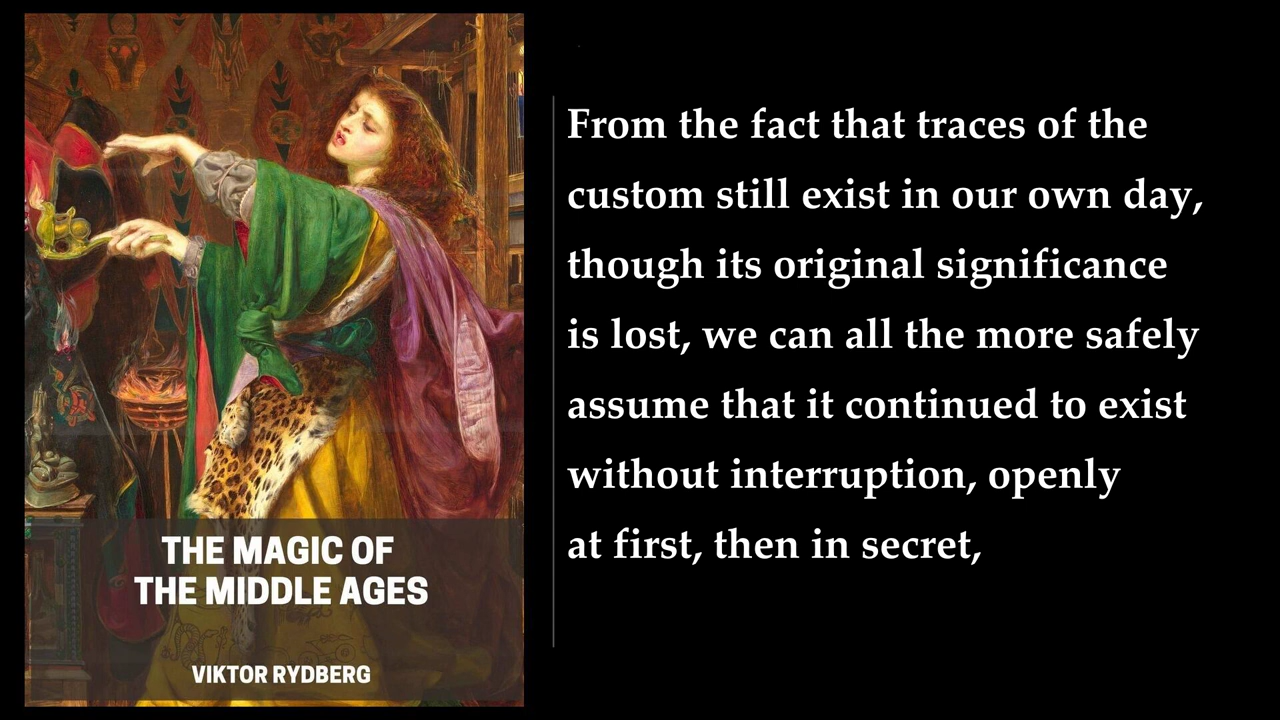 THE MAGIC OF
THE MIDDLE AGES
VIKTOR RYDBERG
From the fact that traces of the
custom still exist in our own day,
though its original significance
is lost, we can all the more safely
assume that it continued to exist
without interruption, openly
at first, then in secret,